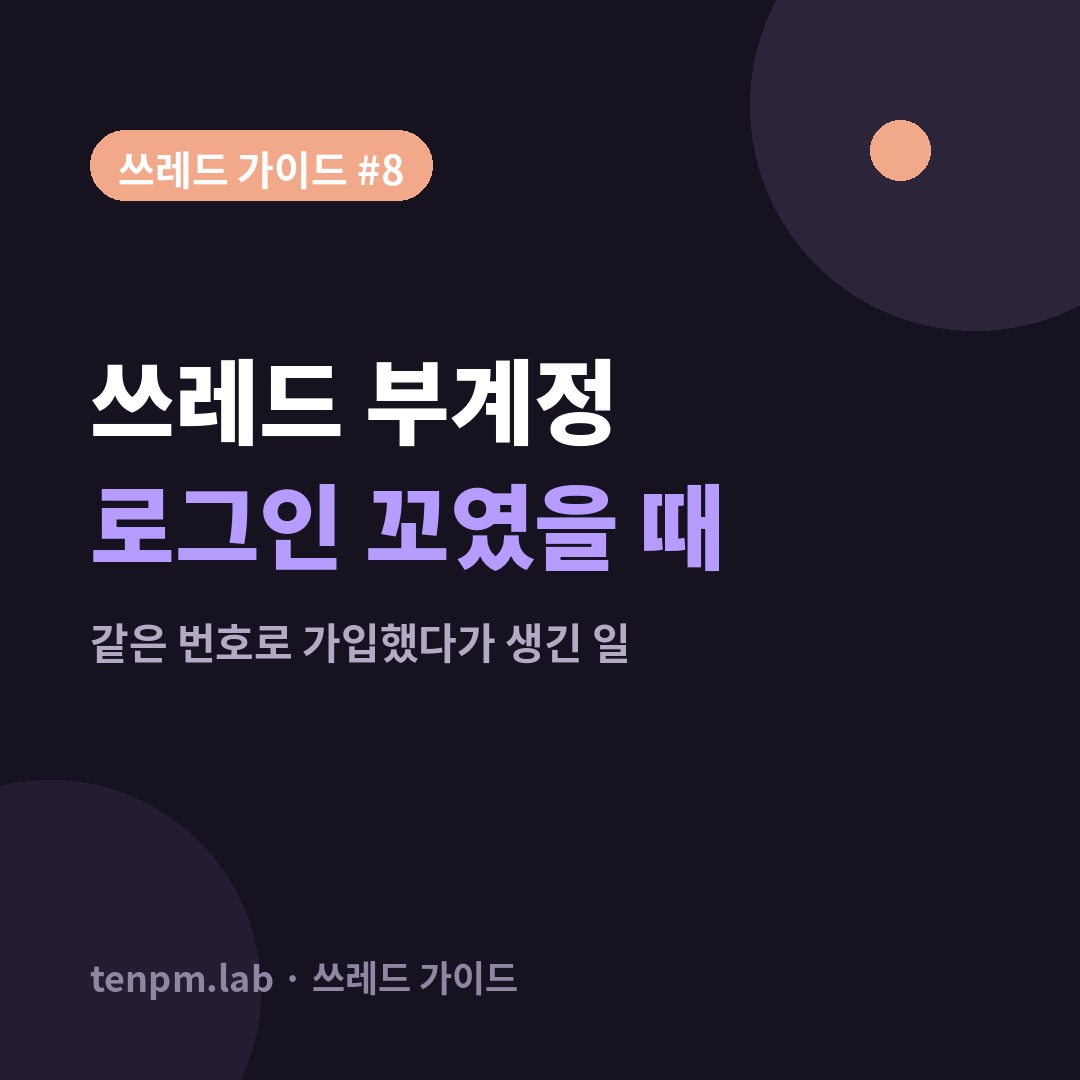 쓰레드 가이드 #8
쓰레드 부계정
로그인 꼬였을 때
같은 번호로 가입했다가 생긴 일
tenpm.lab · 쓰레드 가이드